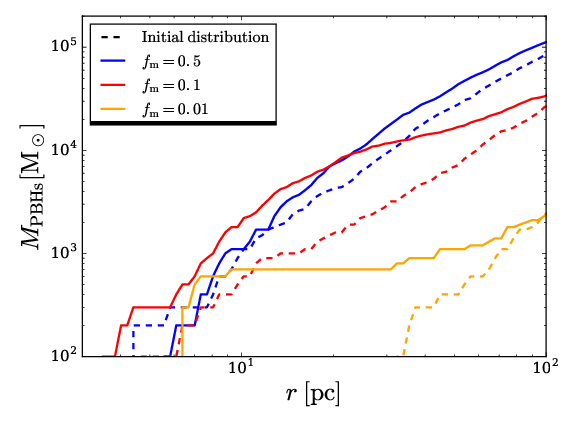 Initial distribution
f_m = 0.5
f_m = 0.1
f_m = 0.01
10^5
10^4
10^3
10^2
M_PBHs [M_⊙]
10^1
10^2
r [pc]